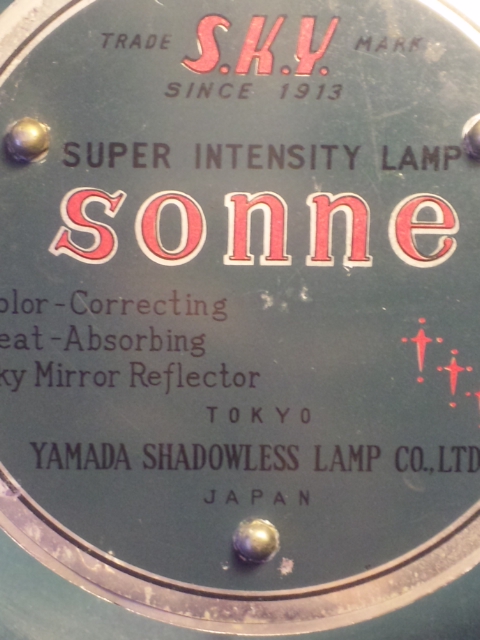 TRADE S.K.Y. MARK
SINCE 1913
SUPER INTENSITY LAMP
sonne
olor-Correcting
eat-Absorbing
ky Mirror Reflector
TOKYO
YAMADA SHADOWLESS LAMP CO.,LTD
JAPAN